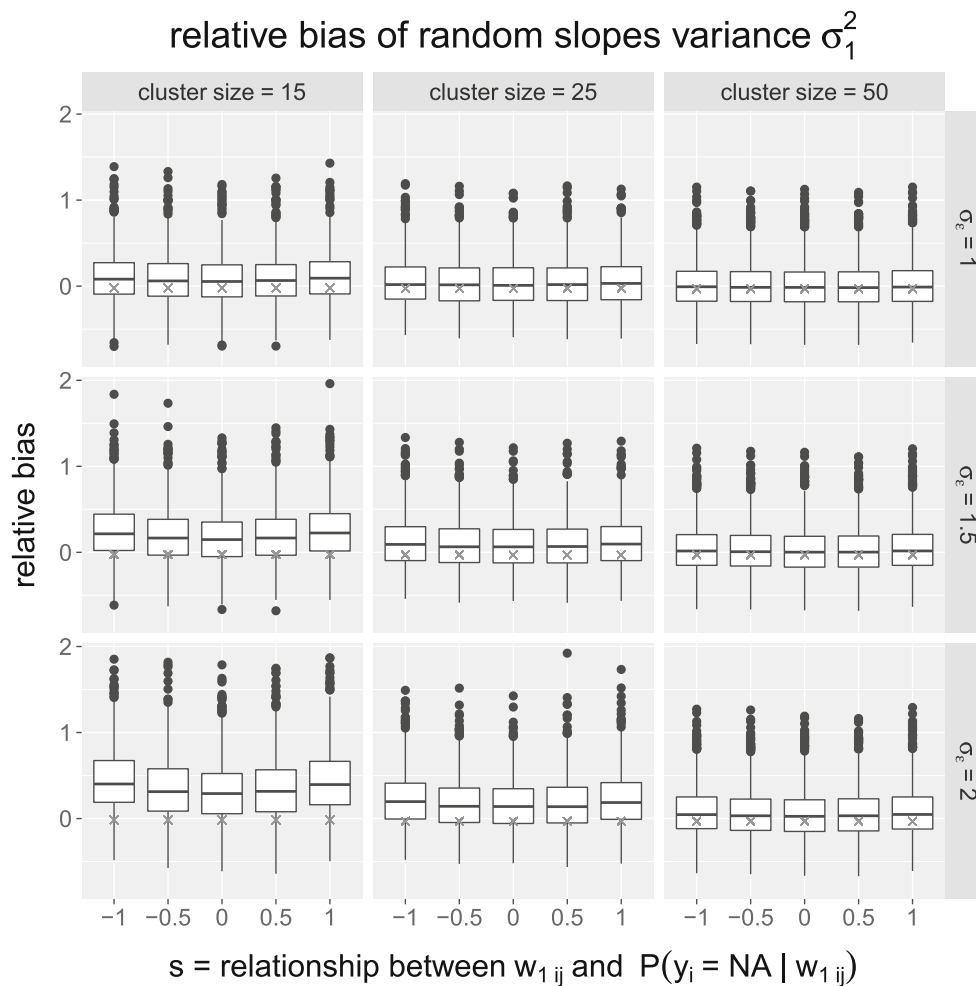 relative bias of random slopes variance σ₁²
cluster size = 15
cluster size = 25
cluster size = 50
2
1
0
σε = 1
2
1
0
σε = 1.5
2
1
0
σε = 2
relative bias
−1 −0.5 0 0.5 1
−1 −0.5 0 0.5 1
−1 −0.5 0 0.5 1
s = relationship between w₁ ij and P(yi = NA | w₁ ij)